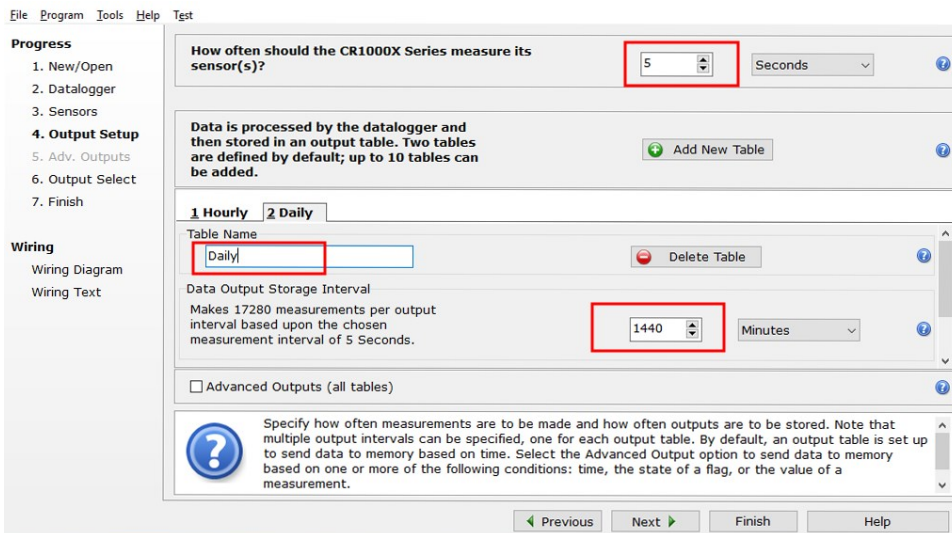 File Program Tools Help Test
Progress
1. New/Open
2. Datalogger
3. Sensors
4. Output Setup
5. Adv. Outputs
6. Output Select
7. Finish
Wiring
Wiring Diagram
Wiring Text
How often should the CR1000X Series measure its
sensor(s)?
5
Seconds
Data is processed by the datalogger and
then stored in an output table. Two tables
are defined by default; up to 10 tables can
be added.
Add New Table
1 Hourly
2 Daily
Table Name
Daily
Delete Table
Data Output Storage Interval
Makes 17280 measurements per output
interval based upon the chosen
measurement interval of 5 Seconds.
1440
Minutes
Advanced Outputs (all tables)
Specify how often measurements are to be made and how often outputs are to be stored. Note that
multiple output intervals can be specified, one for each output table. By default, an output table is set up
to send data to memory based on time. Select the Advanced Output option to send data to memory
based on one or more of the following conditions: time, the state of a flag, or the value of a
measurement.
Previous
Next
Finish
Help